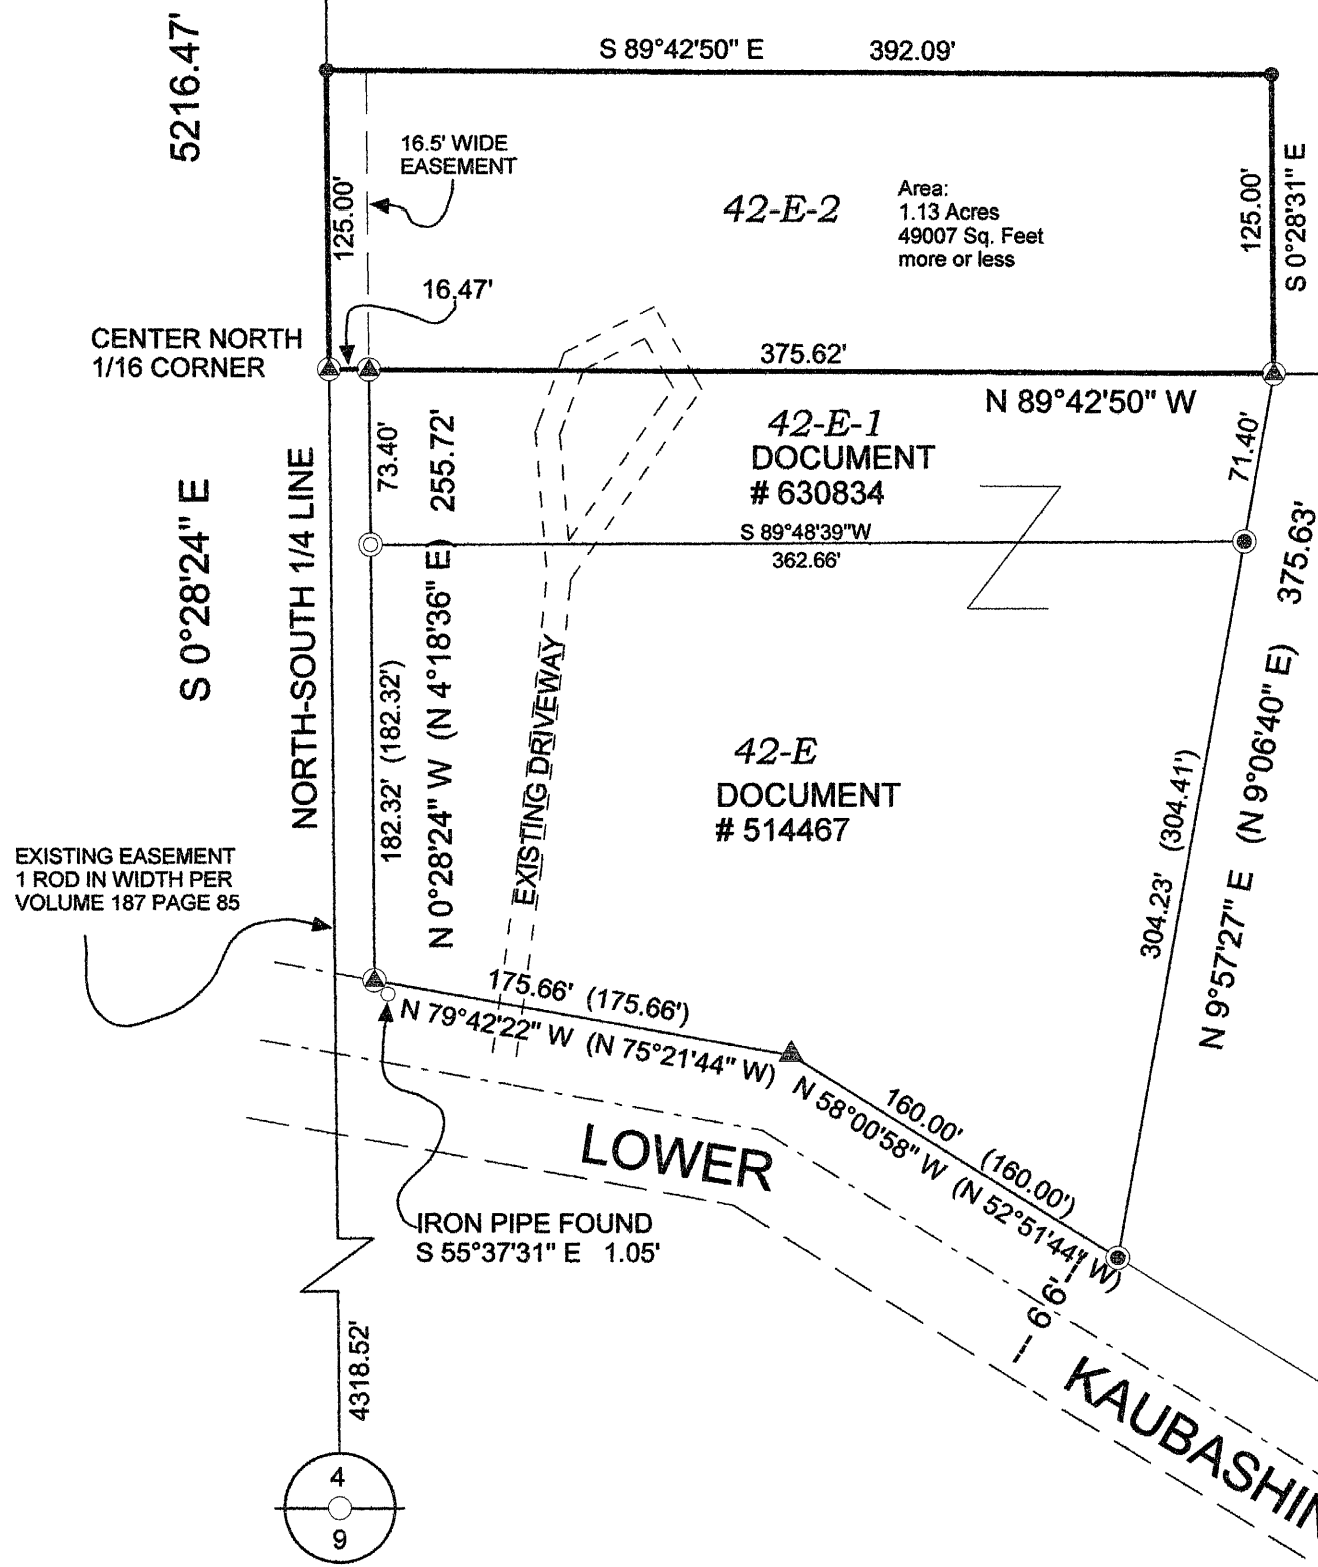 5216.47'
S 89°42'50" E 392.09'
16.5' WIDE
EASEMENT
125.00'
42-E-2
Area:
1.13 Acres
49007 Sq. Feet
more or less
125.00'
S 0°28'31" E
16.47'
CENTER NORTH
1/16 CORNER
375.62'
N 89°42'50" W
73.40'
255.72'
42-E-1
DOCUMENT
# 630834
71.40'
S 0°28'24" E
NORTH-SOUTH 1/4 LINE
S 89°48'39"W
362.66'
375.63'
182.32' (182.32')
N 0°28'24" W (N 4°18'36" E)
EXISTING DRIVEWAY
42-E
DOCUMENT
# 514467
304.23' (304.41')
N 9°57'27" E (N 9°06'40" E)
EXISTING EASEMENT
1 ROD IN WIDTH PER
VOLUME 187 PAGE 85
175.66' (175.66')
N 79°42'22" W (N 75°21'44" W)
160.00' (160.00')
N 58°00'58" W (N 52°51'44" W)
LOWER
66'
IRON PIPE FOUND
S 55°37'31" E 1.05'
KAUBASHIN
4318.52'
4
9